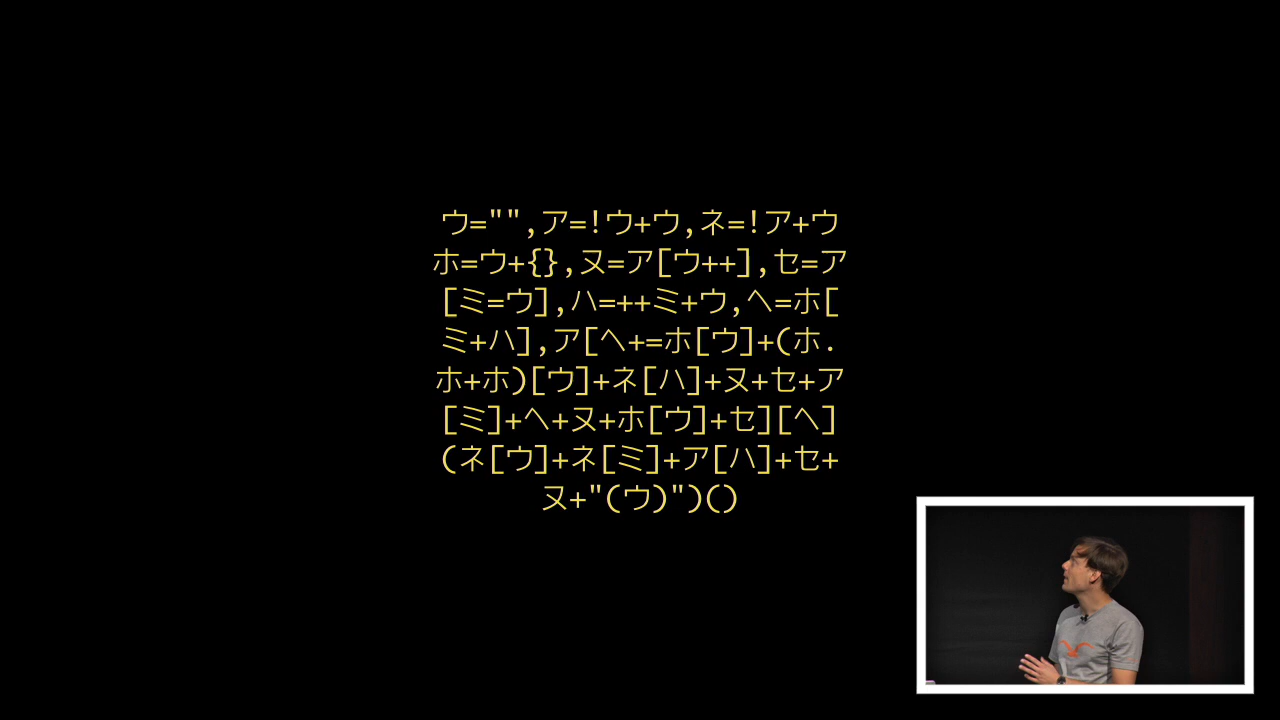 ウ="",ア=!ウ+ウ,ネ=!ア+ウ
ホ=ウ+{},ヌ=ア[ウ++],セ=ア
[ミ=ウ],ハ=++ミ+ウ,ヘ=ホ[
ミ+ハ],ア[ヘ+=ホ[ウ]+(ホ.
ホ+ホ)[ウ]+ネ[ハ]+ヌ+セ+ア
[ミ]+ヘ+ヌ+ホ[ウ]+セ][ヘ]
(ネ[ウ]+ネ[ミ]+ア[ハ]+セ+
ヌ+"(ウ)")()